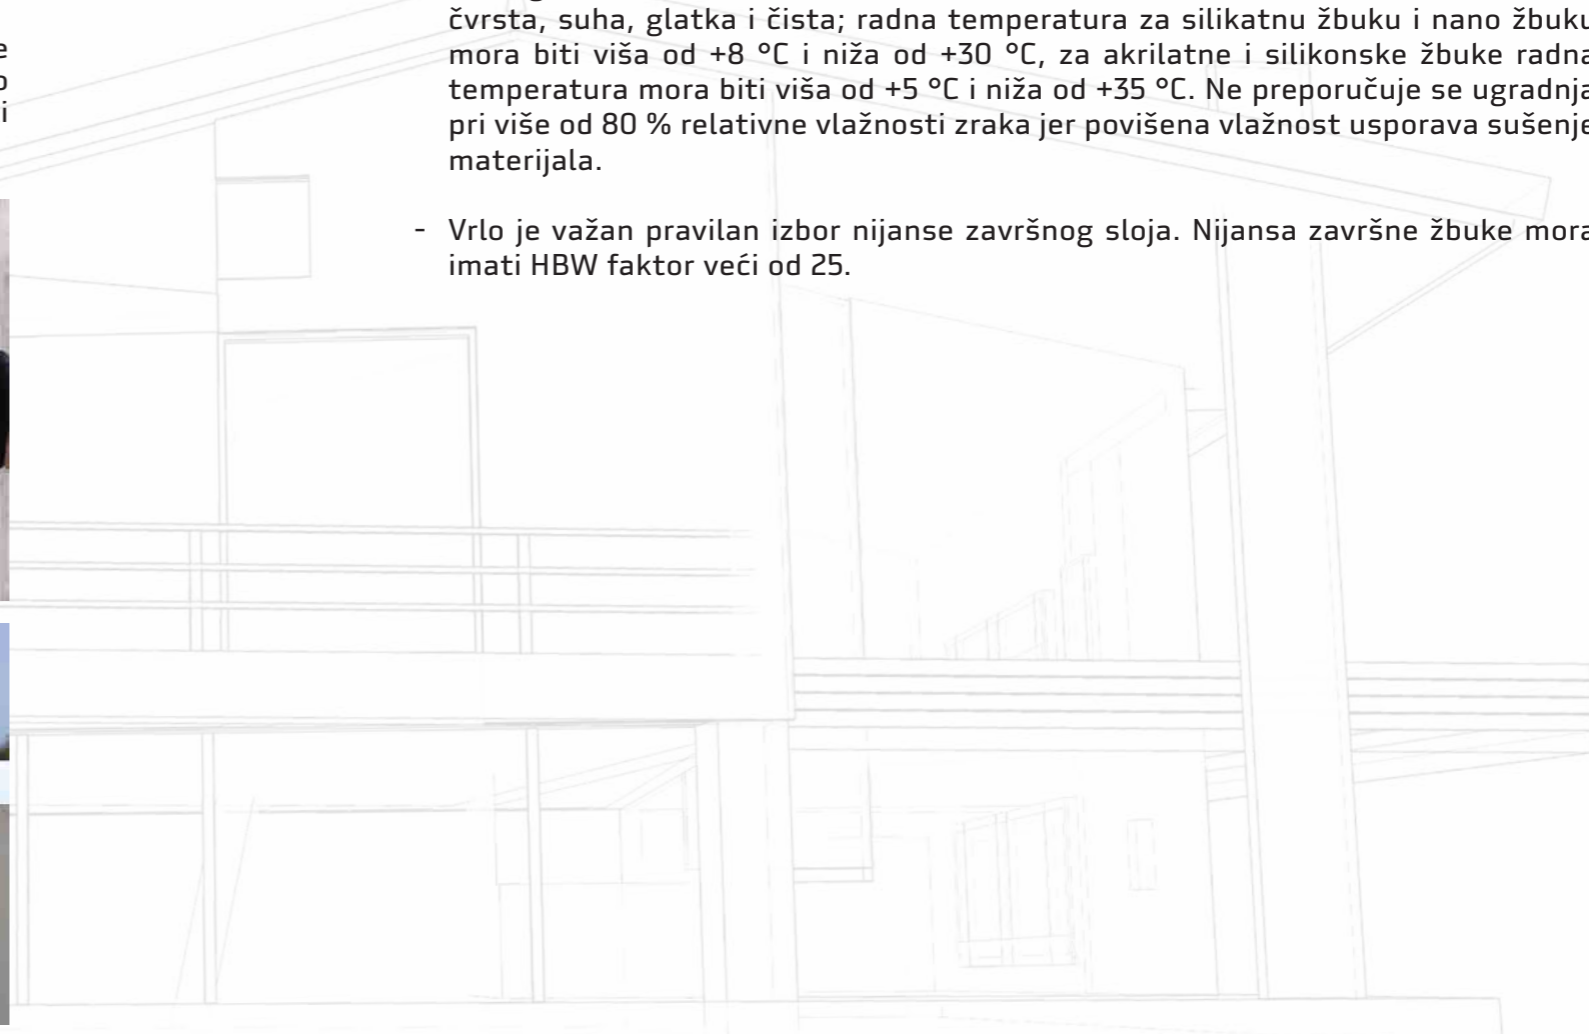 e
o
i
čvrsta, suha, glatka i čista; radna temperatura za silikatnu žbuku i nano žbuku
mora biti viša od +8 °C i niža od +30 °C, za akrilatne i silikonske žbuke radna
temperatura mora biti viša od +5 °C i niža od +35 °C. Ne preporučuje se ugradnja
pri više od 80 % relativne vlažnosti zraka jer povišena vlažnost usporava sušenje
materijala.
- Vrlo je važan pravilan izbor nijanse završnog sloja. Nijansa završne žbuke mora
imati HBW faktor veći od 25.